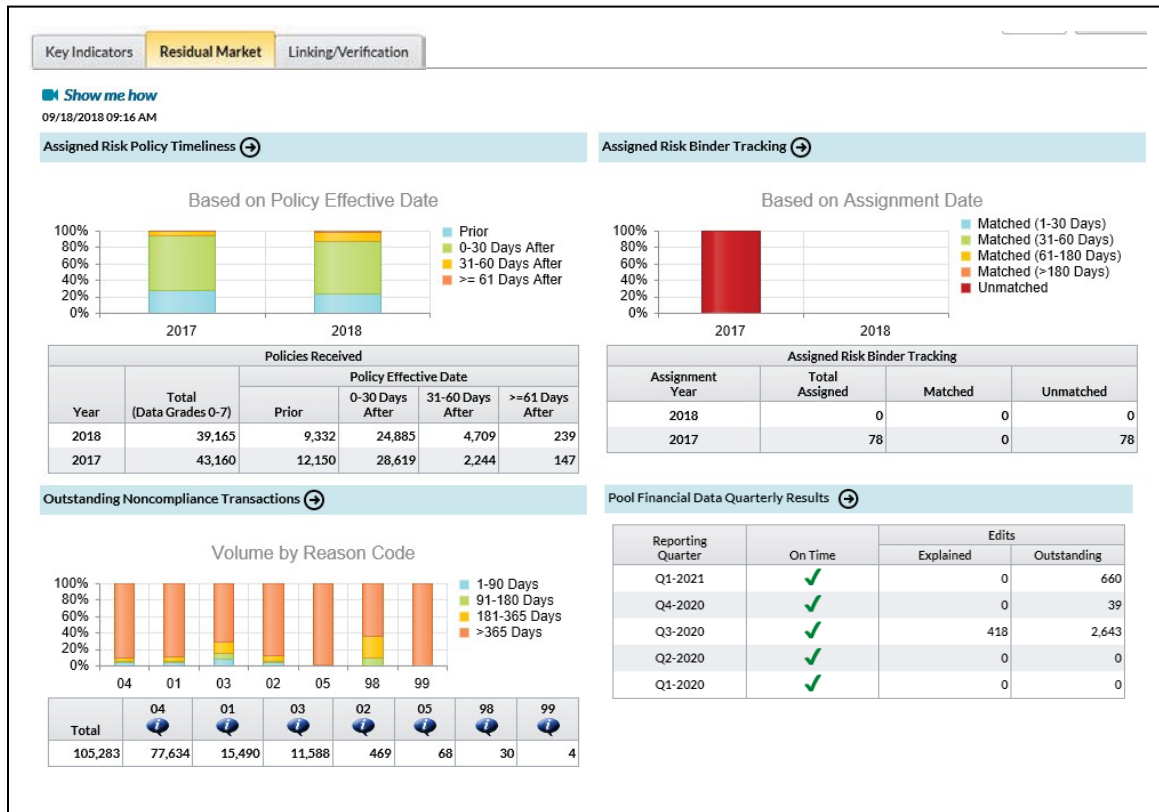 Key Indicators Residual Market Linking/Verification
Show me how
09/18/2018 09:16 AM
Assigned Risk Policy Timeliness
Based on Policy Effective Date
100%
80%
60%
40%
20%
0%
2017 2018
Prior
0-30 Days After
31-60 Days After
>= 61 Days After
Policies Received
Year Total (Data Grades 0-7) Policy Effective Date
Prior 0-30 Days After 31-60 Days After >=61 Days After
2018 39,165 9,332 24,885 4,709 239
2017 43,160 12,150 28,619 2,244 147
Assigned Risk Binder Tracking
Based on Assignment Date
100%
80%
60%
40%
20%
0%
2017 2018
Matched (1-30 Days)
Matched (31-60 Days)
Matched (61-180 Days)
Matched (>180 Days)
Unmatched
Assigned Risk Binder Tracking
Assignment Year Total Assigned Matched Unmatched
2018 0 0 0
2017 78 0 78
Outstanding Noncompliance Transactions
Volume by Reason Code
100%
80%
60%
40%
20%
0%
04 01 03 02 05 98 99
1-90 Days
91-180 Days
181-365 Days
>365 Days
Total 04 01 03 02 05 98 99
105,283 77,634 15,490 11,588 469 68 30 4
Pool Financial Data Quarterly Results
Reporting Quarter On Time Edits
Explained Outstanding
Q1-2021 0 660
Q4-2020 0 39
Q3-2020 418 2,643
Q2-2020 0 0
Q1-2020 0 0